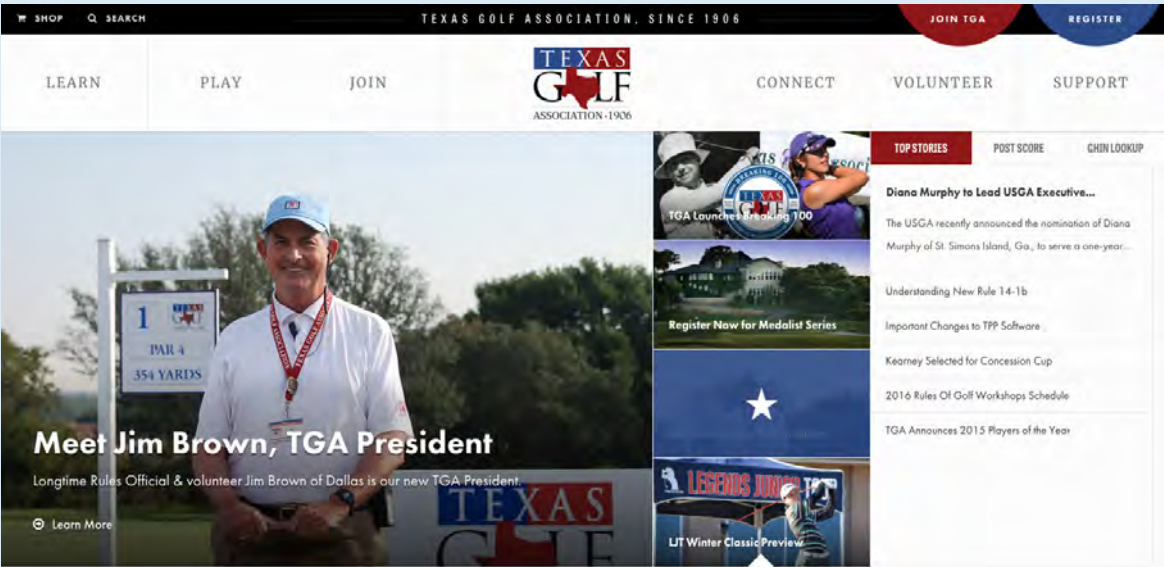 SHOP
SEARCH
TEXAS GOLF ASSOCIATION, SINCE 1906
JOIN TGA
REGISTER
LEARN
PLAY
JOIN
TEXAS
GOLF
ASSOCIATION·1906
CONNECT
VOLUNTEER
SUPPORT
1
TEXAS
PAR 4
354 YARDS
Meet Jim Brown, TGA President
Longtime Rules Official & volunteer Jim Brown of Dallas is our new TGA President.
Learn More
TEXAS
BREAKING 100
TEXAS
TGA Launches Breaking 100
Register Now for Medalist Series
LEGENDS JUNIOR
LJT Winter Classic Preview
TOP STORIES
POST SCORE
GHIN LOOKUP
Diana Murphy to Lead USGA Executive...
The USGA recently announced the nomination of Diana
Murphy of St. Simons Island, Ga., to serve a one-year...
Understanding New Rule 14-1b
Important Changes to TPP Software
Kearney Selected for Concession Cup
2016 Rules Of Golf Workshops Schedule
TGA Announces 2015 Players of the Year